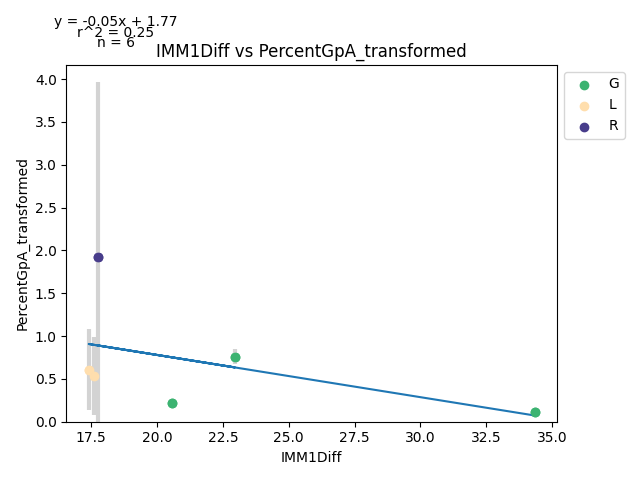 y = -0.05x + 1.77
r^2 = 0.25
n = 6
IMM1Diff vs PercentGpA_transformed
4.0
3.5
3.0
2.5
2.0
1.5
1.0
0.5
0.0
PercentGpA_transformed
17.5 20.0 22.5 25.0 27.5 30.0 32.5 35.0
IMM1Diff
G
L
R